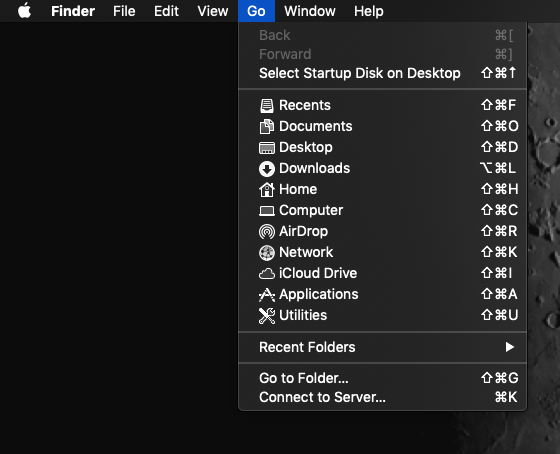 Finder File Edit View Go Window Help
Back ⌘[
Forward ⌘]
Select Startup Disk on Desktop ⇧⌘↑
Recents ⇧⌘F
Documents ⇧⌘O
Desktop ⇧⌘D
Downloads ⌥⌘L
Home ⇧⌘H
Computer ⇧⌘C
AirDrop ⇧⌘R
Network ⇧⌘K
iCloud Drive ⇧⌘I
Applications ⇧⌘A
Utilities ⇧⌘U
Recent Folders ▶
Go to Folder... ⇧⌘G
Connect to Server... ⌘K